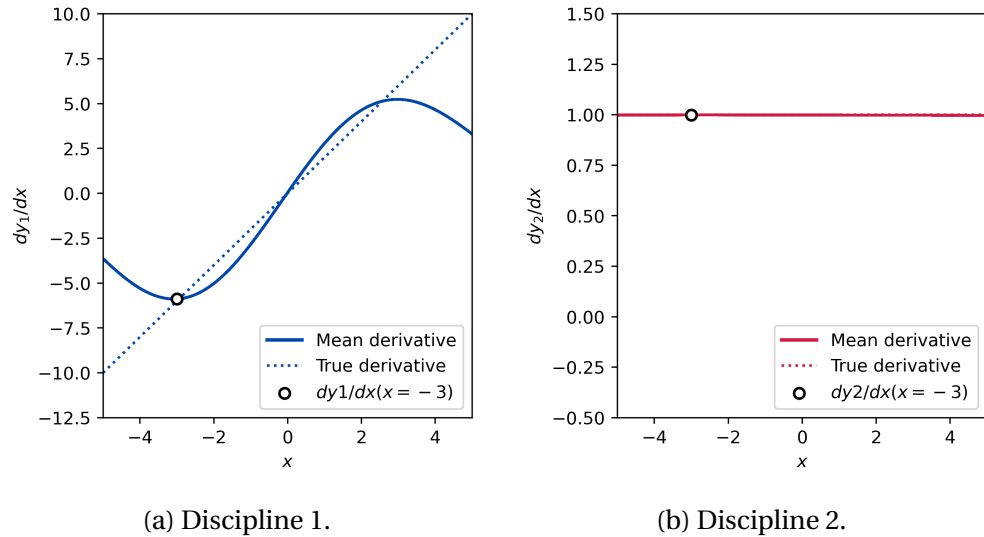 10.0
7.5
5.0
2.5
0.0
−2.5
−5.0
−7.5
−10.0
−12.5
dy₁/dx
−4 −2 0 2 4
x
Mean derivative
True derivative
dy1/dx(x = −3)
(a) Discipline 1.
1.50
1.25
1.00
0.75
0.50
0.25
0.00
−0.25
−0.50
dy₂/dx
−4 −2 0 2 4
x
Mean derivative
True derivative
dy2/dx(x = −3)
(b) Discipline 2.